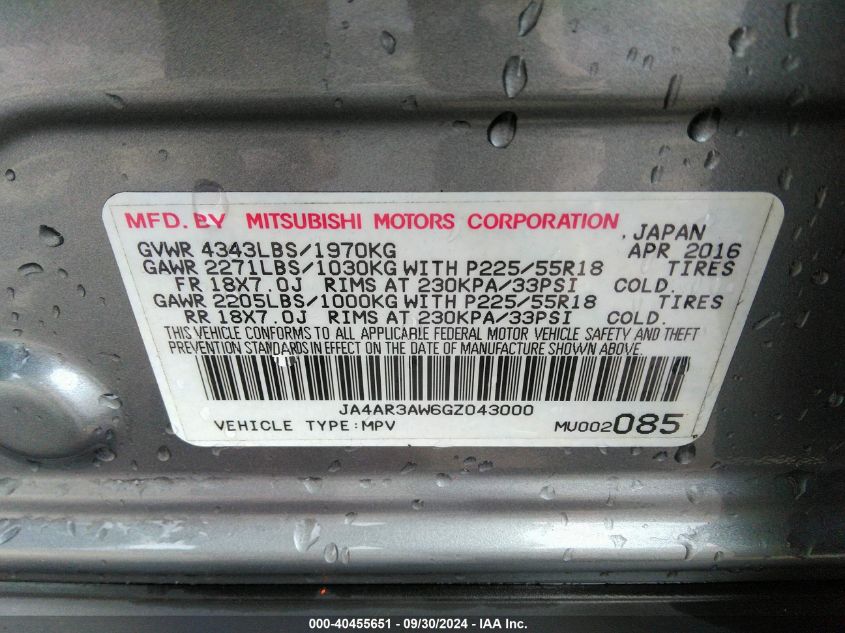 MFD. BY MITSUBISHI MOTORS CORPORATION, JAPAN
GVWR 4343LBS/1970KG APR 2016
GAWR 2271LBS/1030KG WITH P225/55R18 TIRES
FR 18X7.0J RIMS AT 230KPA/33PSI COLD.
GAWR 2205LBS/1000KG WITH P225/55R18 TIRES
RR 18X7.0J RIMS AT 230KPA/33PSI COLD.
THIS VEHICLE CONFORMS TO ALL APPLICABLE FEDERAL MOTOR VEHICLE SAFETY AND THEFT
PREVENTION STANDARDS IN EFFECT ON THE DATE OF MANUFACTURE SHOWN ABOVE.
JA4AR3AW6GZ043000
VEHICLE TYPE:MPV MU002085
000-40455651 - 09/30/2024 - IAA Inc.